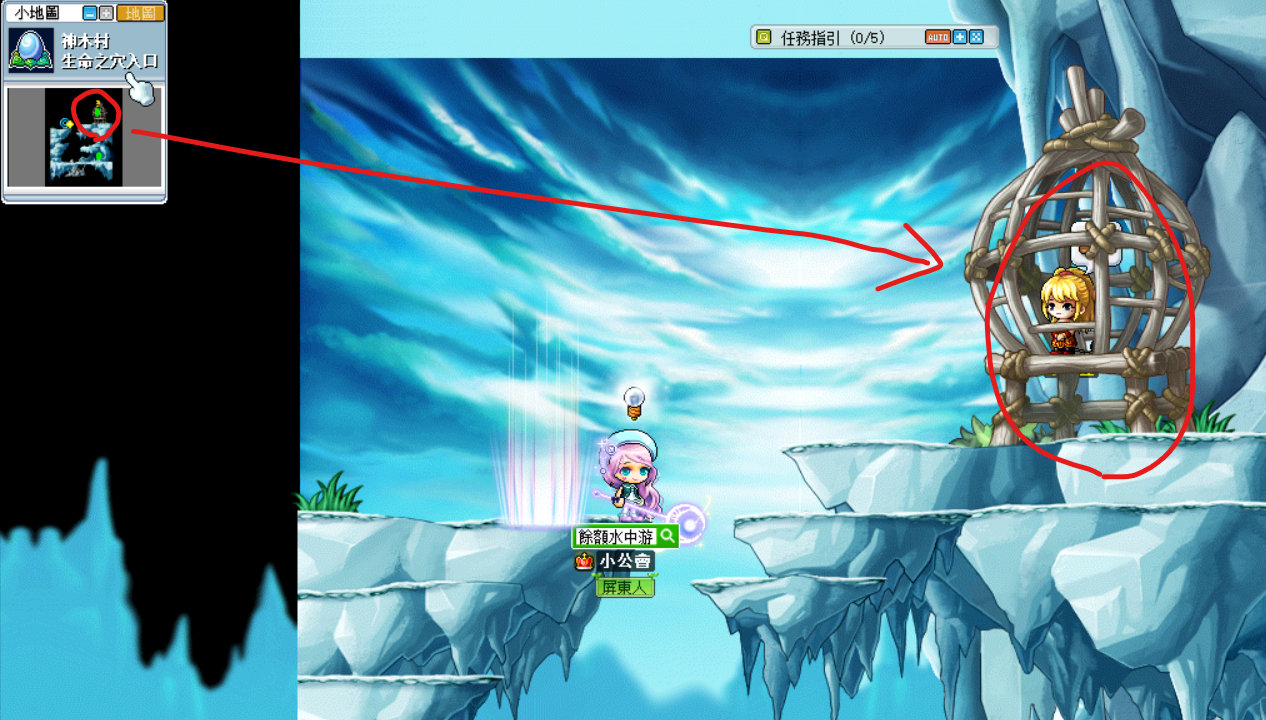 小地圖
地圖
神木村
生命之穴入口
任務指引 (0/5)
AUTO
餘額水中游
小公會
屏東人